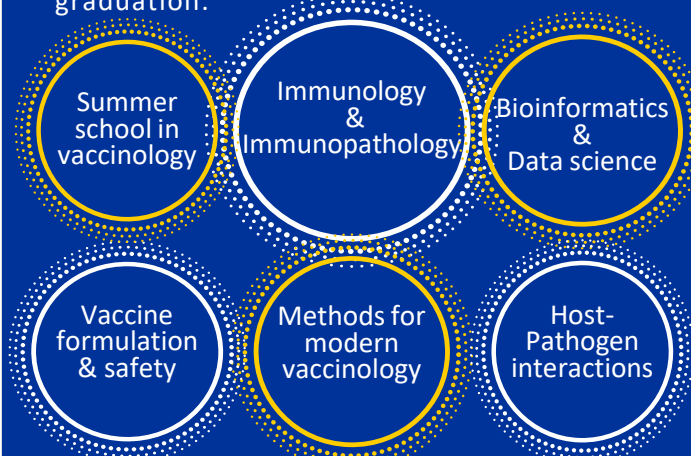 graduation.
Summer
school in
vaccinology
Immunology
&
Immunopathology
Bioinformatics
&
Data science
Vaccine
formulation
& safety
Methods for
modern
vaccinology
Host-
Pathogen
interactions